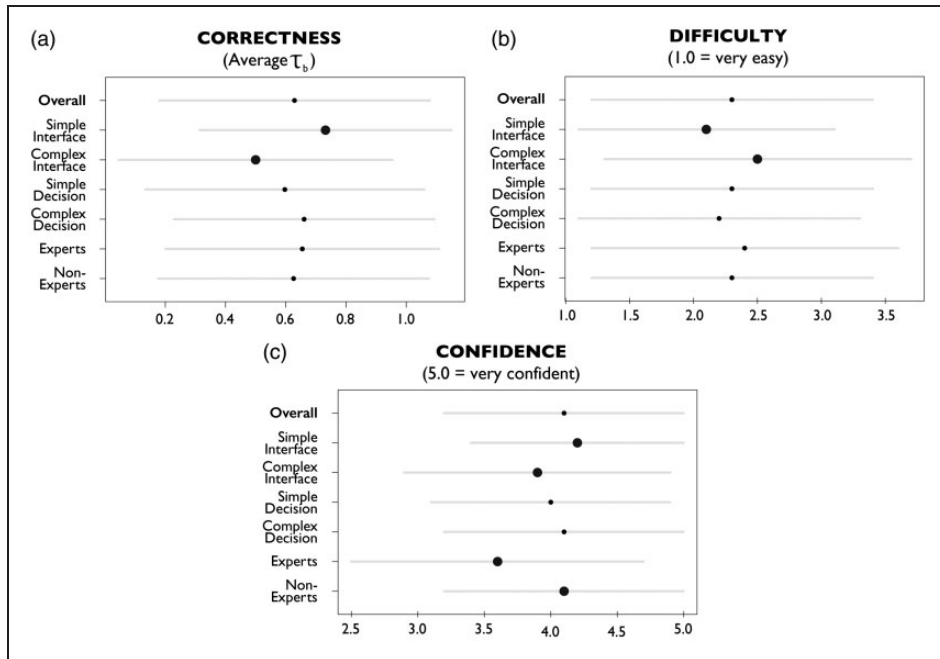 (a)
CORRECTNESS
(Average τb)
Overall
Simple
Interface
Complex
Interface
Simple
Decision
Complex
Decision
Experts
Non-
Experts
0.2 0.4 0.6 0.8 1.0
(b)
DIFFICULTY
(1.0 = very easy)
Overall
Simple
Interface
Complex
Interface
Simple
Decision
Complex
Decision
Experts
Non-
Experts
1.0 1.5 2.0 2.5 3.0 3.5
(c)
CONFIDENCE
(5.0 = very confident)
Overall
Simple
Interface
Complex
Interface
Simple
Decision
Complex
Decision
Experts
Non-
Experts
2.5 3.0 3.5 4.0 4.5 5.0